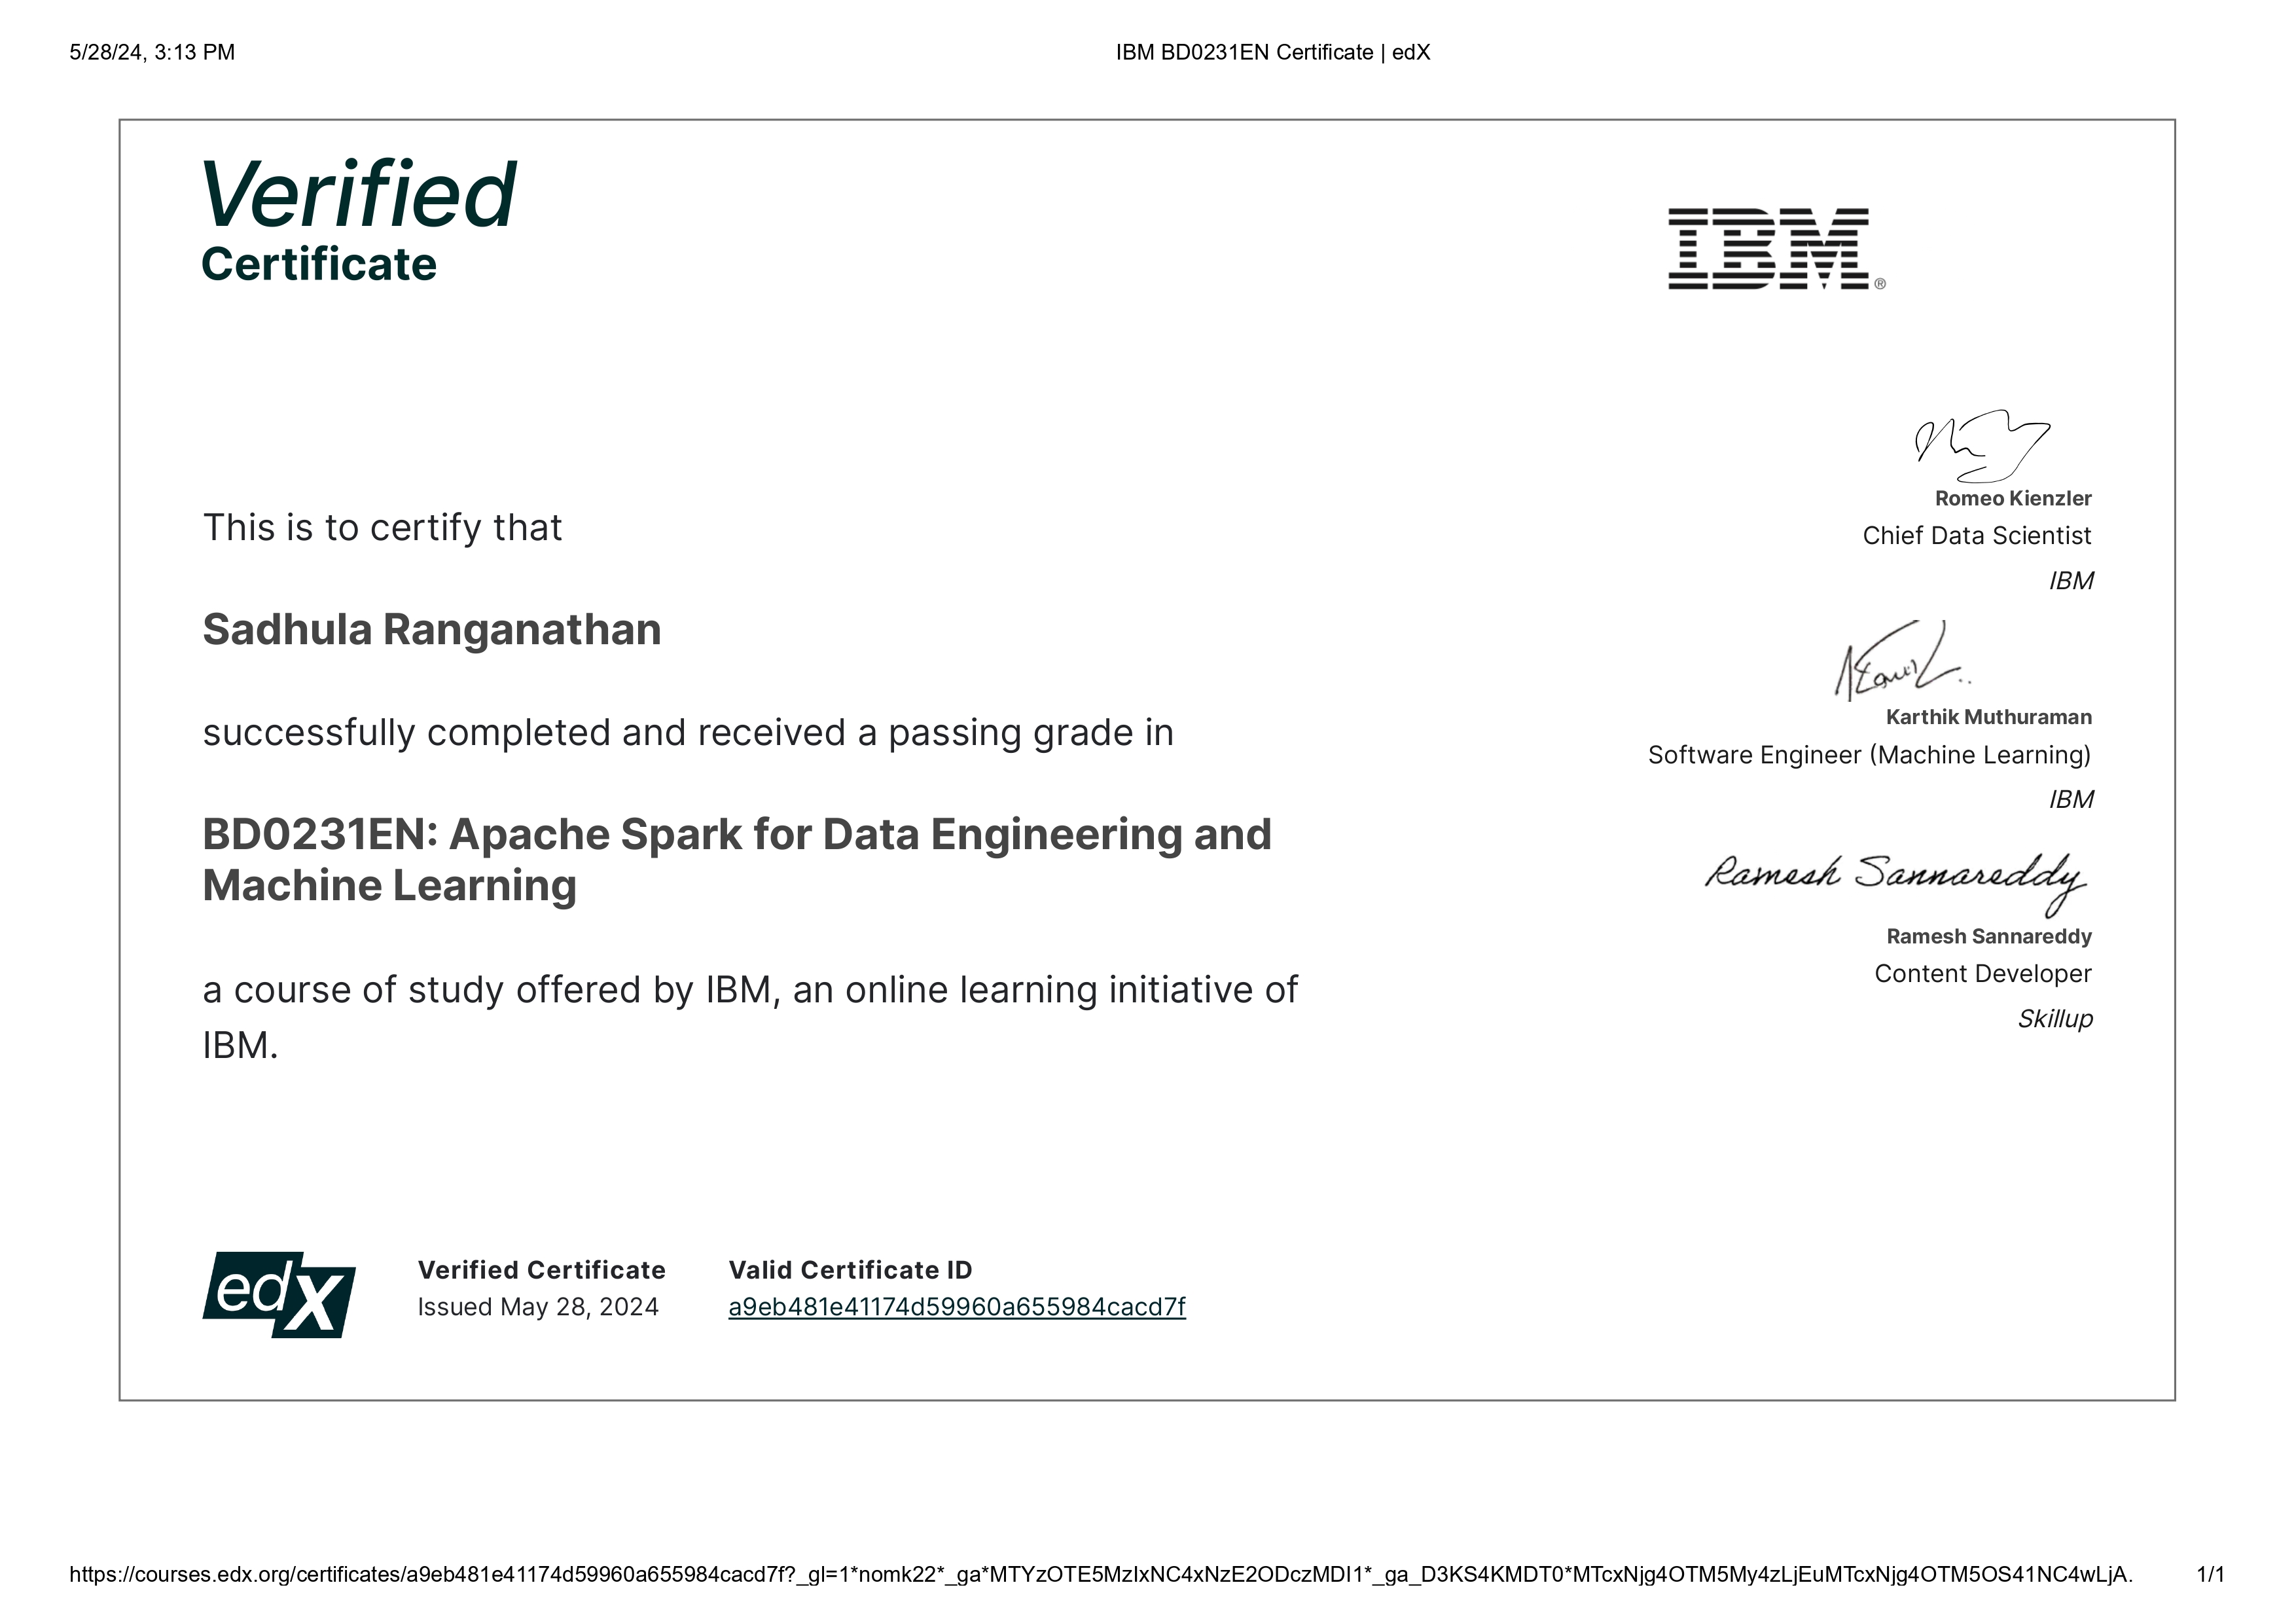 5/28/24, 3:13 PM
IBM BD0231EN Certificate | edX
Verified
Certificate
IBM®
This is to certify that
Sadhula Ranganathan
successfully completed and received a passing grade in
BD0231EN: Apache Spark for Data Engineering and
Machine Learning
a course of study offered by IBM, an online learning initiative of
IBM.
Romeo Kienzler
Chief Data Scientist
IBM
Karthik Muthuraman
Software Engineer (Machine Learning)
IBM
Ramesh Sannareddy
Ramesh Sannareddy
Content Developer
Skillup
edX
Verified Certificate
Issued May 28, 2024
Valid Certificate ID
a9eb481e41174d59960a655984cacd7f
https://courses.edx.org/certificates/a9eb481e41174d59960a655984cacd7f?_gl=1*nomk22*_ga*MTYzOTE5MzIxNC4xNzE2ODczMDI1*_ga_D3KS4KMDT0*MTcxNjg4OTM5My4zLjEuMTcxNjg4OTM5OS41NC4wLjA.
1/1